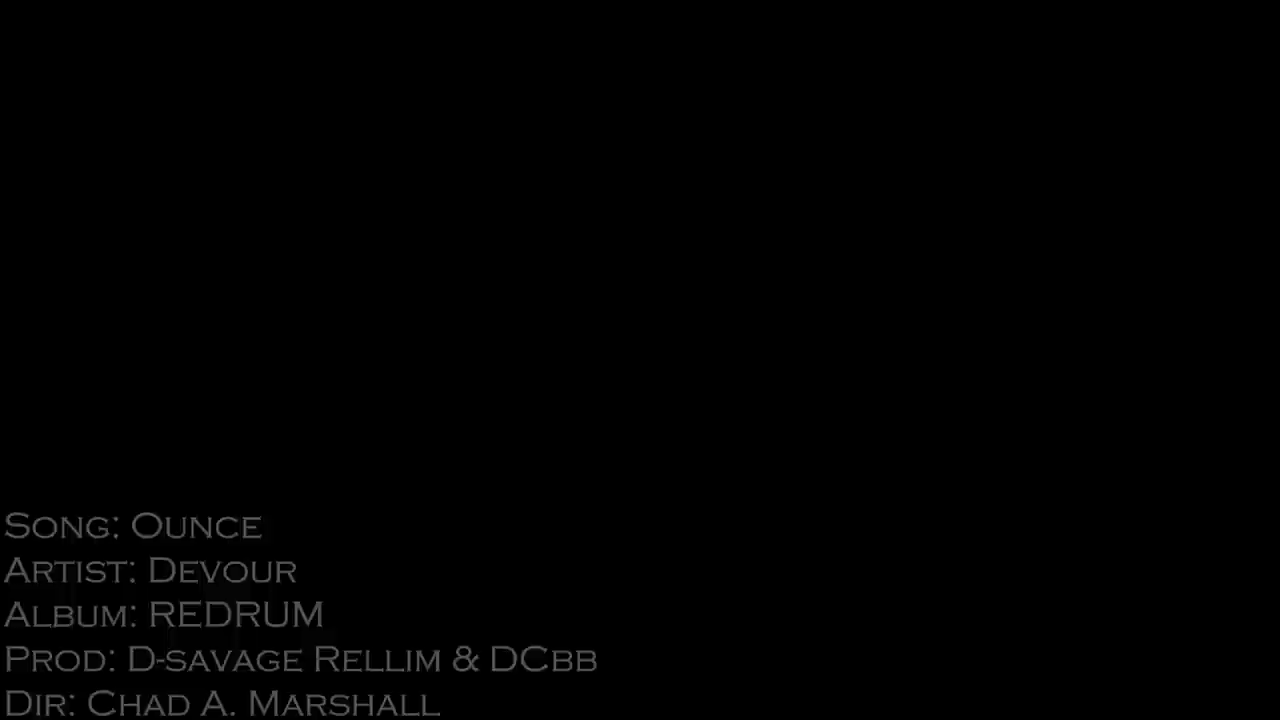 Song: Ounce
Artist: Devour
Album: REDRUM
Prod: D-savage Rellim & DCbb
Dir: Chad A. Marshall